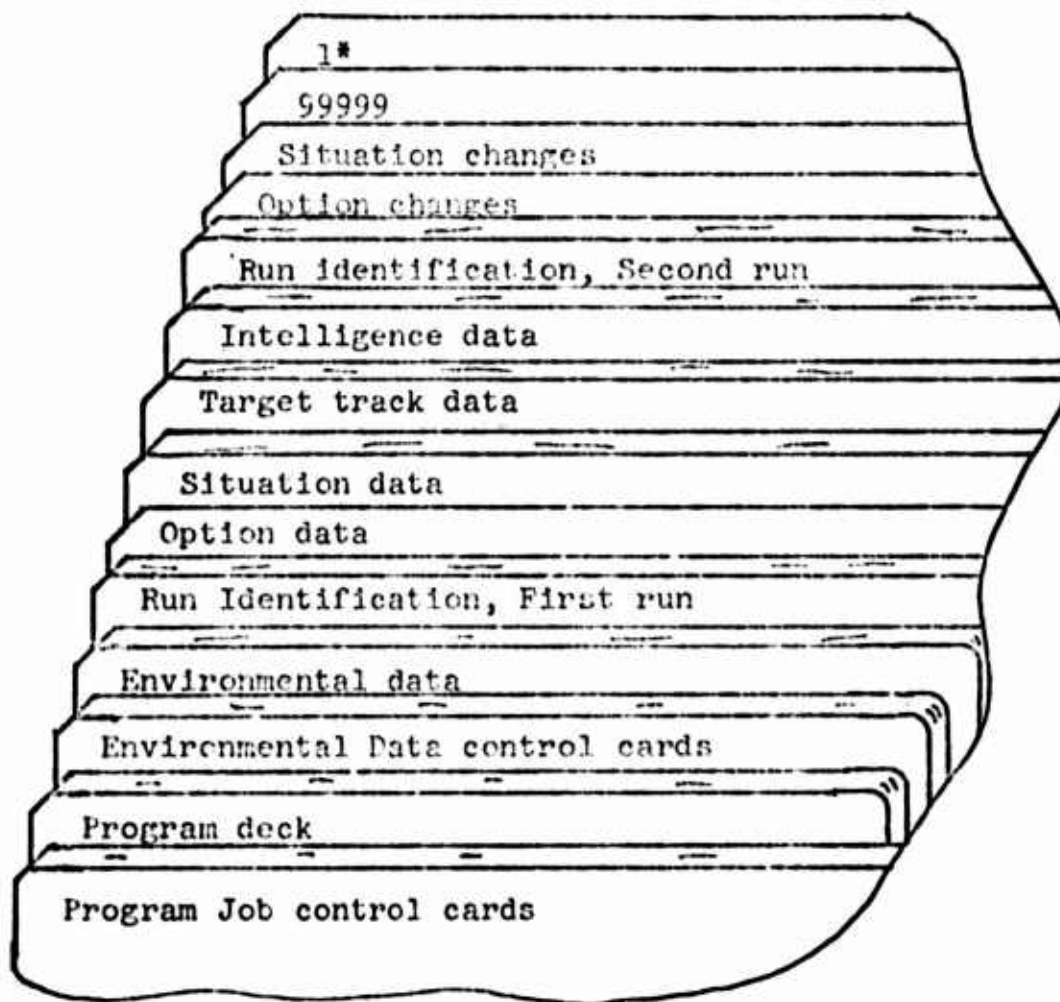 1*
99999
Situation changes
Option changes
Run identification, Second run
Intelligence data
Target track data
Situation data
Option data
Run Identification, First run
Environmental data
Environmental Data control cards
Program deck
Program Job control cards